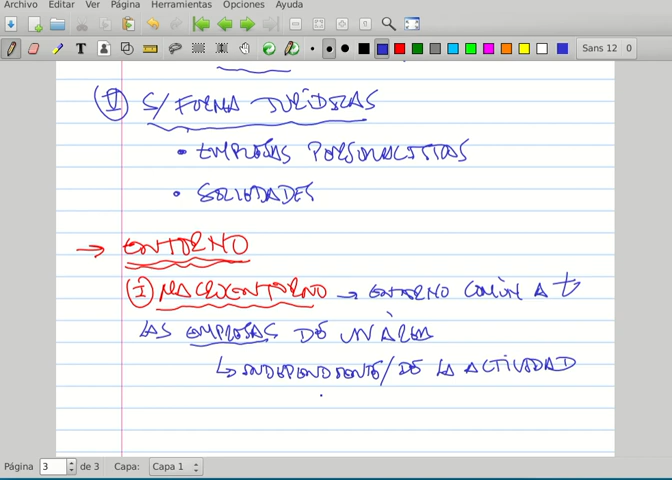 Archivo Editar Ver Página Herramientas Opciones Ayuda
Sans 12 0
S/ FORMA JURÍDICAS
• EMPRESAS PERSONALISTAS
• SOCIEDADES
→ ENTORNO
(I) MACROENTORNO → ENTORNO COMÚN A t
LAS EMPRESAS DE UN ÁREA
↳ INDEPENDIENTE/ DE LA ACTIVIDAD
Página 3 de 3 Capa: Capa 1